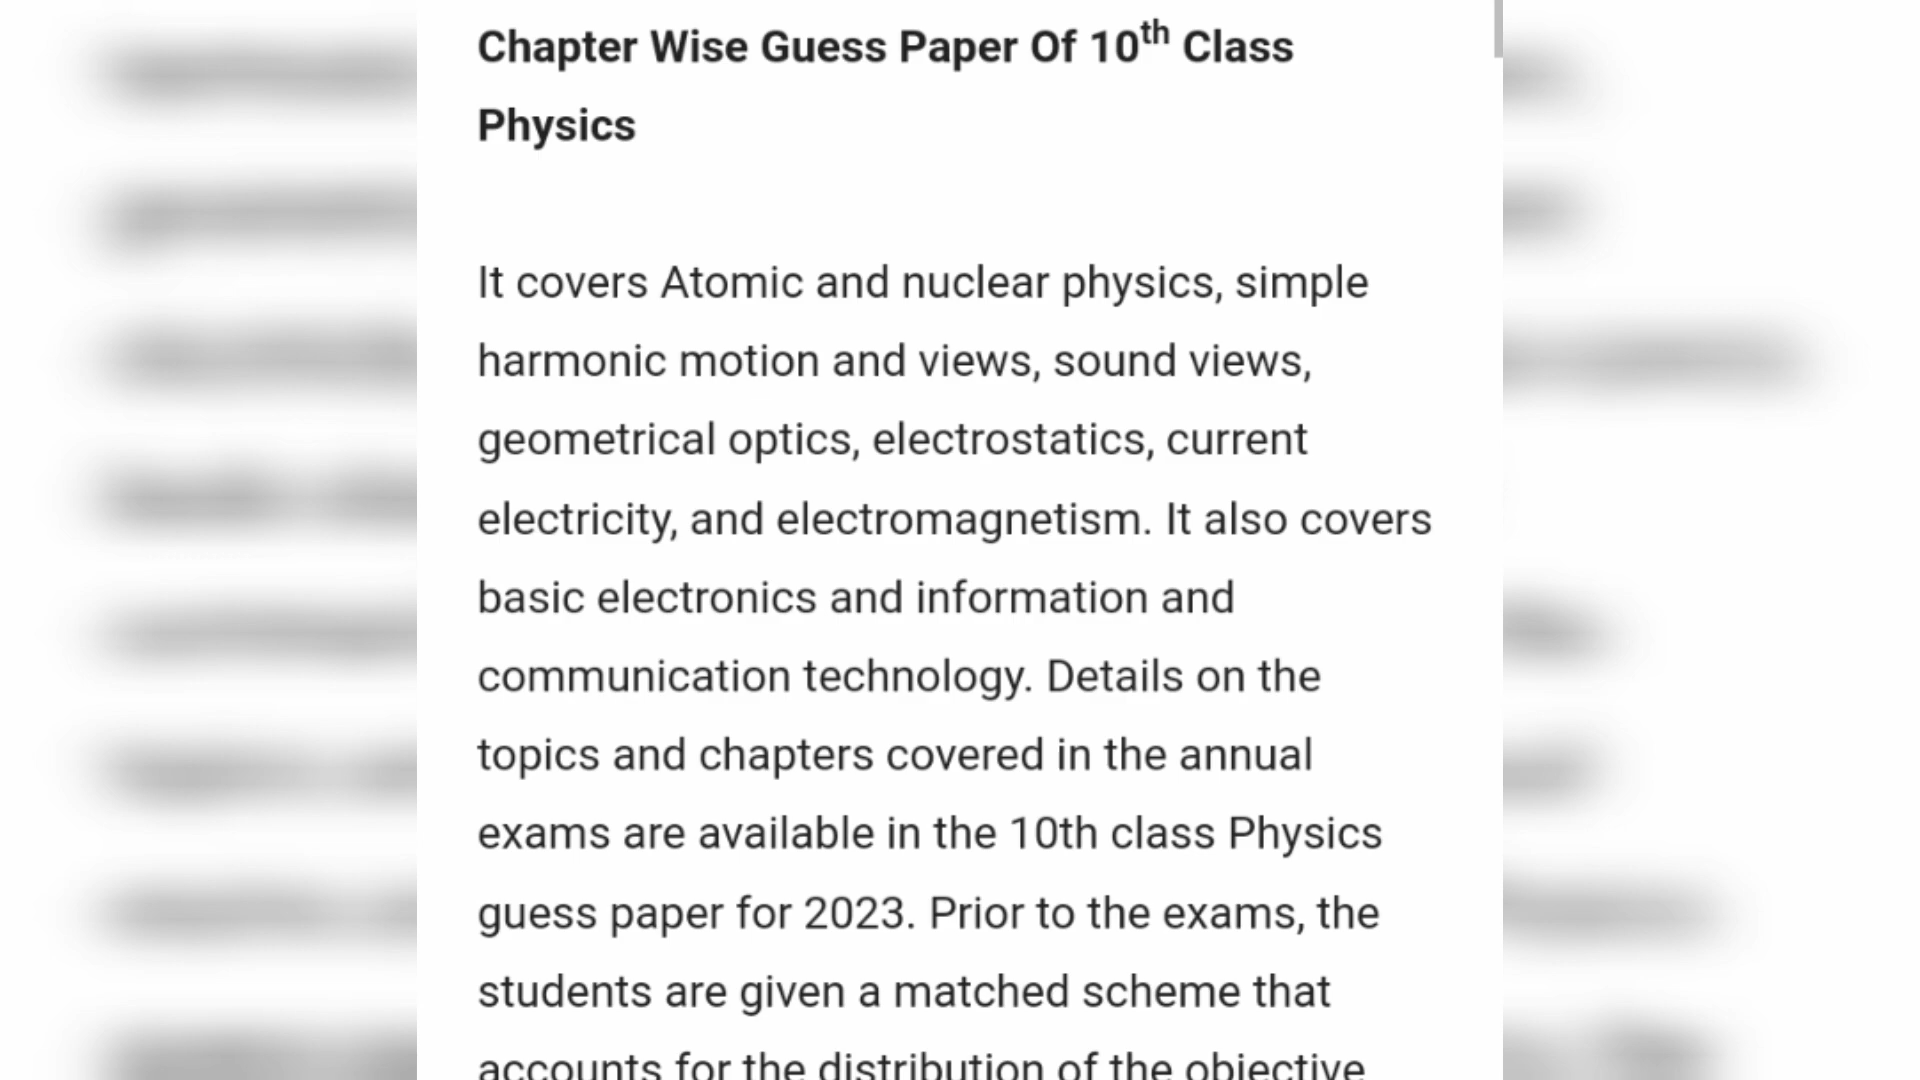 Chapter Wise Guess Paper Of 10th Class
Physics
It covers Atomic and nuclear physics, simple
harmonic motion and views, sound views,
geometrical optics, electrostatics, current
electricity, and electromagnetism. It also covers
basic electronics and information and
communication technology. Details on the
topics and chapters covered in the annual
exams are available in the 10th class Physics
guess paper for 2023. Prior to the exams, the
students are given a matched scheme that
accounts for the distribution of the objective